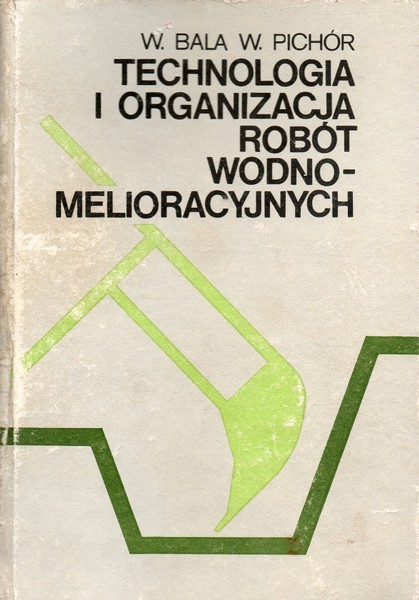 W. BALA W. PICHÓR
TECHNOLOGIA
I ORGANIZACJA
ROBÓT
WODNO-
MELIORACYJNYCH